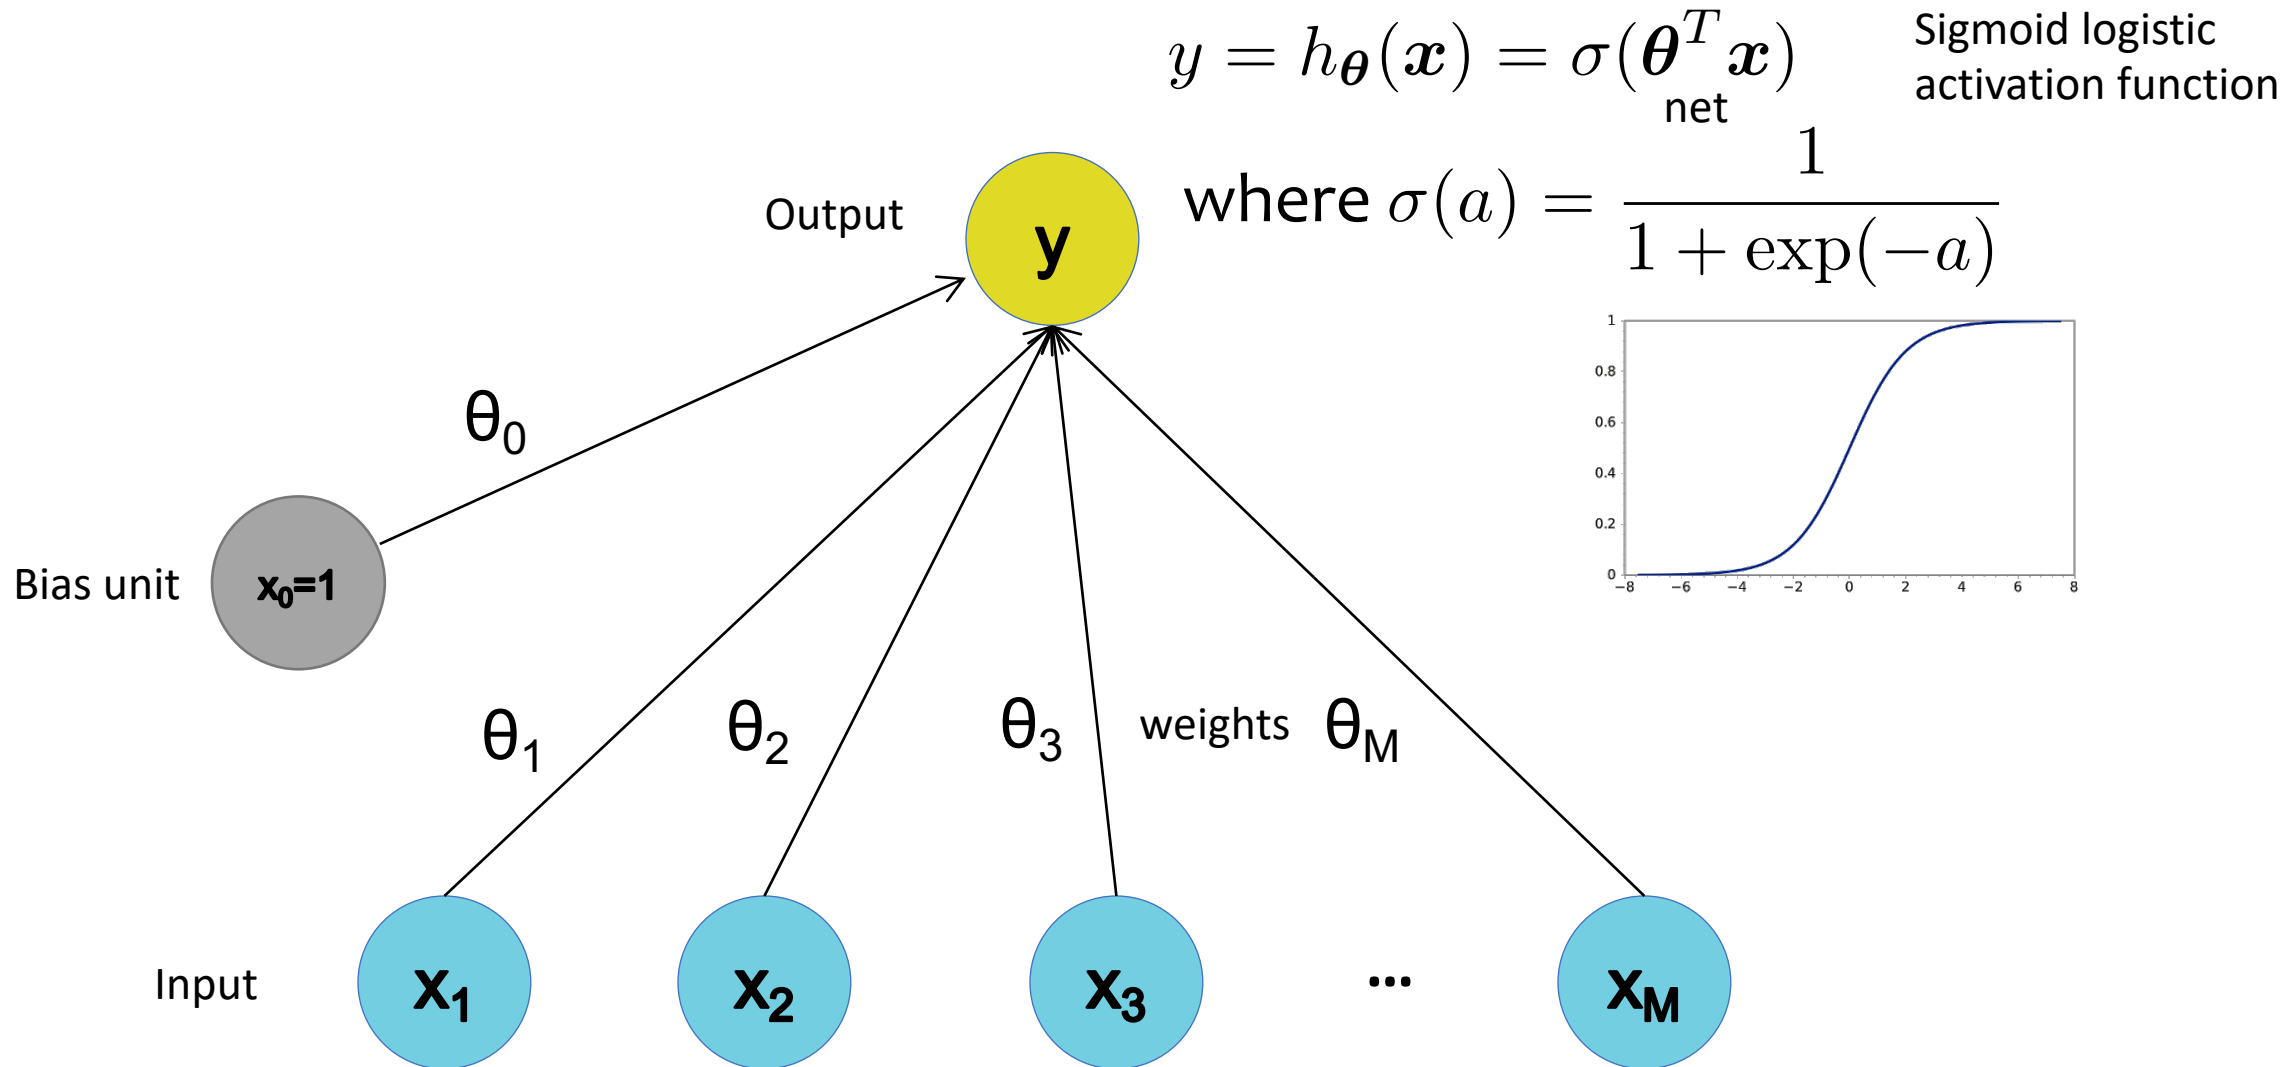 y = h_θ(x) = σ(θ^T x)
net
Sigmoid logistic
activation function
where σ(a) = 1 / (1 + exp(−a))
Output
y
1
0.8
0.6
0.4
0.2
0
−8 −6 −4 −2 0 2 4 6 8
θ₀
Bias unit
x₀=1
θ₁
θ₂
θ₃
weights
θ_M
Input
x₁
x₂
x₃
...
x_M